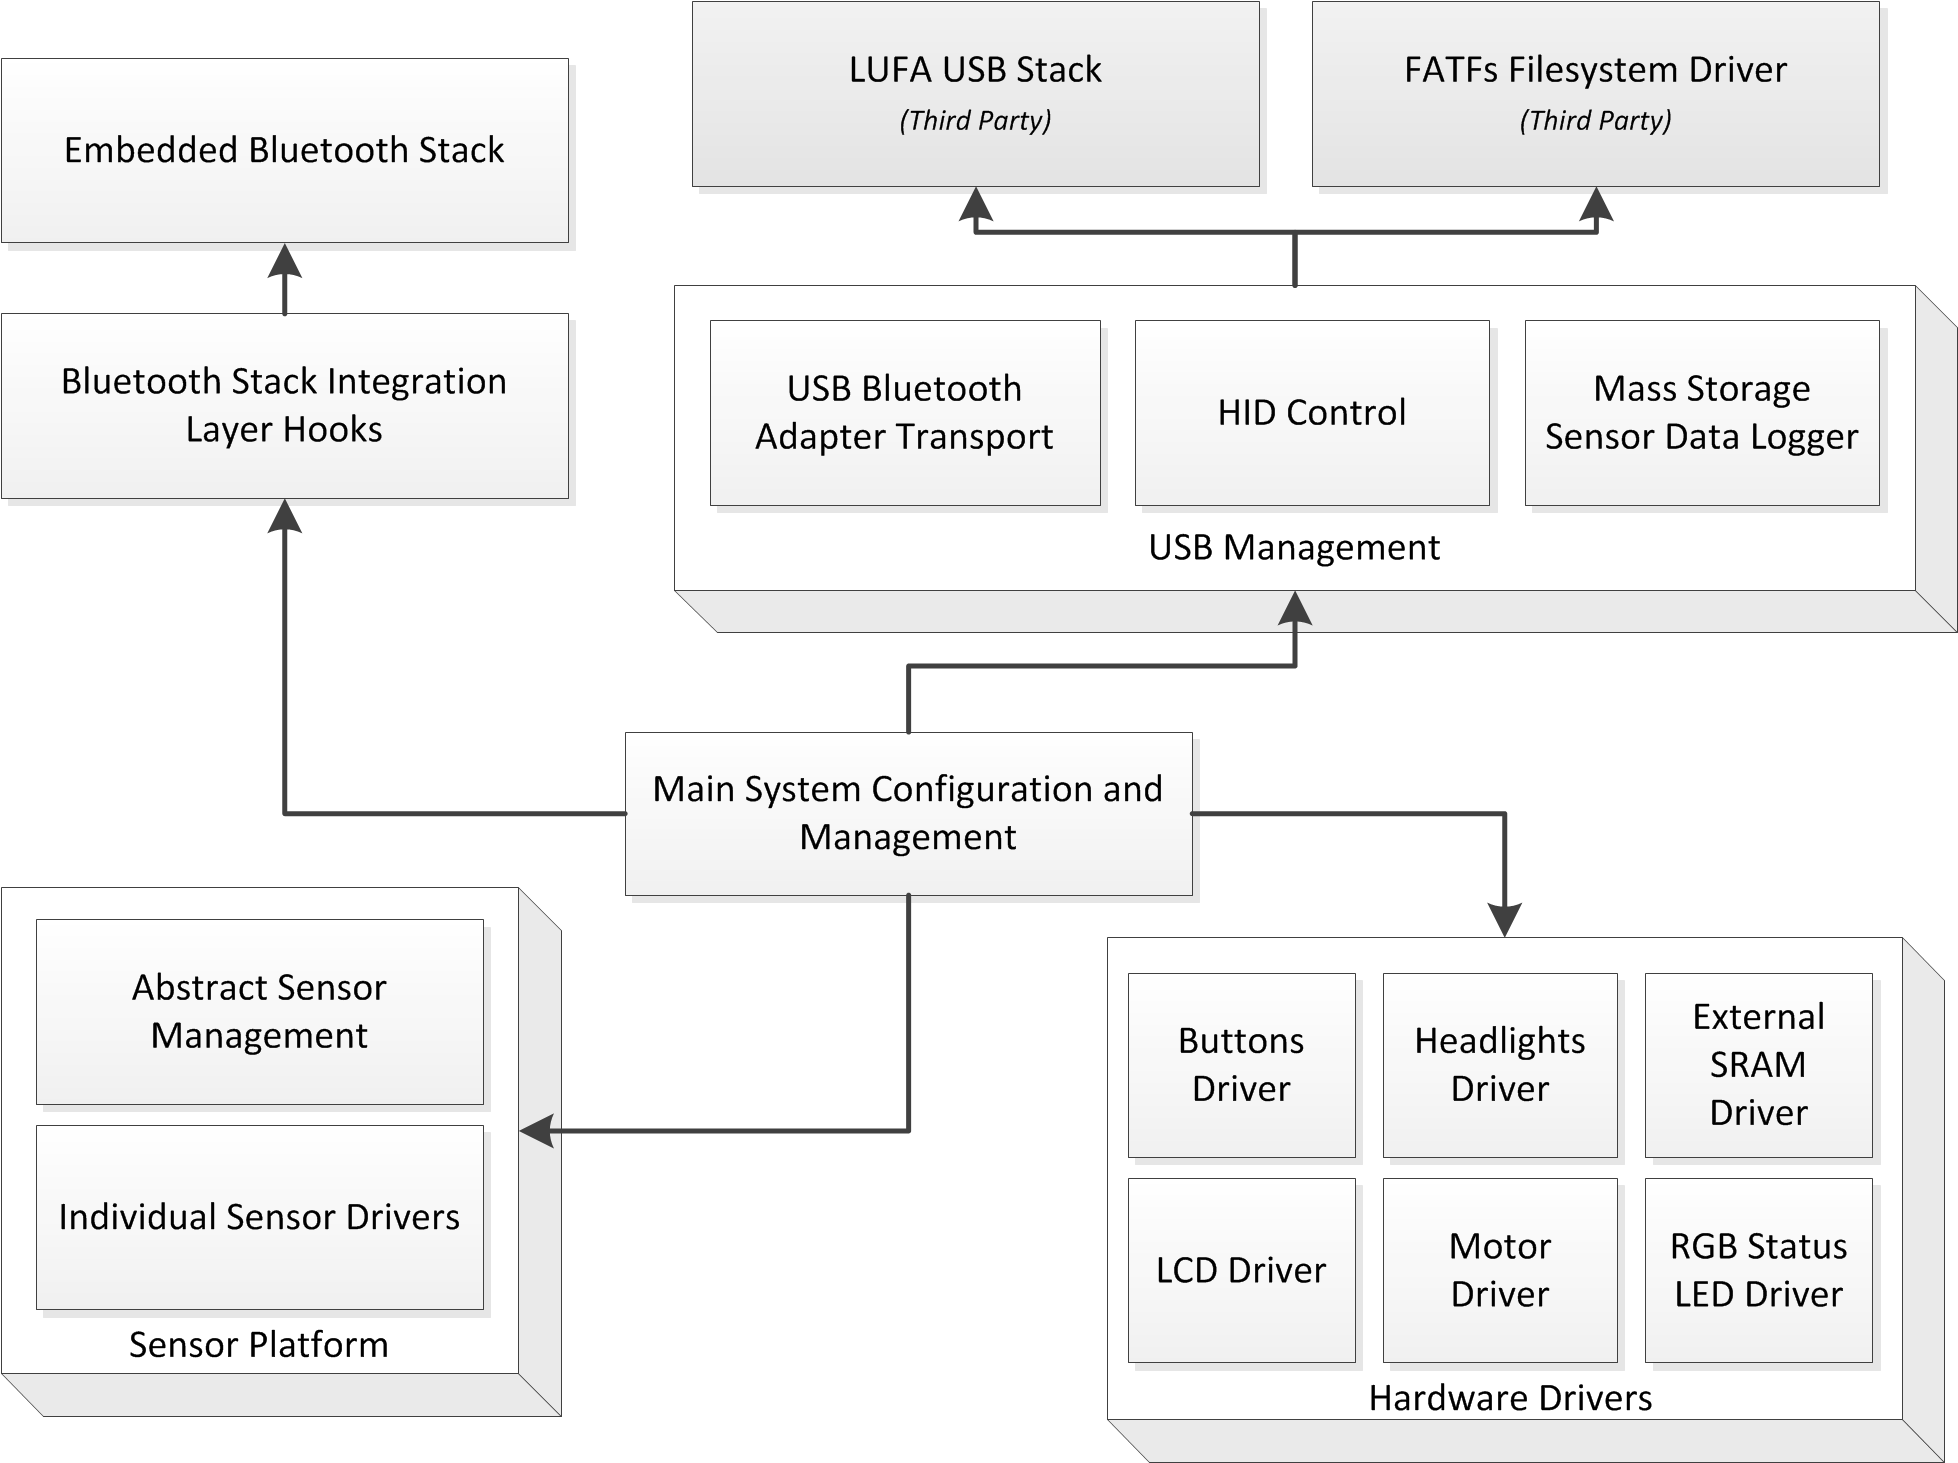 LUFA USB Stack
(Third Party)
FATFs Filesystem Driver
(Third Party)
Embedded Bluetooth Stack
Bluetooth Stack Integration
Layer Hooks
USB Bluetooth
Adapter Transport
HID Control
Mass Storage
Sensor Data Logger
USB Management
Main System Configuration and
Management
Abstract Sensor
Management
Individual Sensor Drivers
Sensor Platform
Buttons
Driver
Headlights
Driver
External
SRAM
Driver
LCD Driver
Motor
Driver
RGB Status
LED Driver
Hardware Drivers